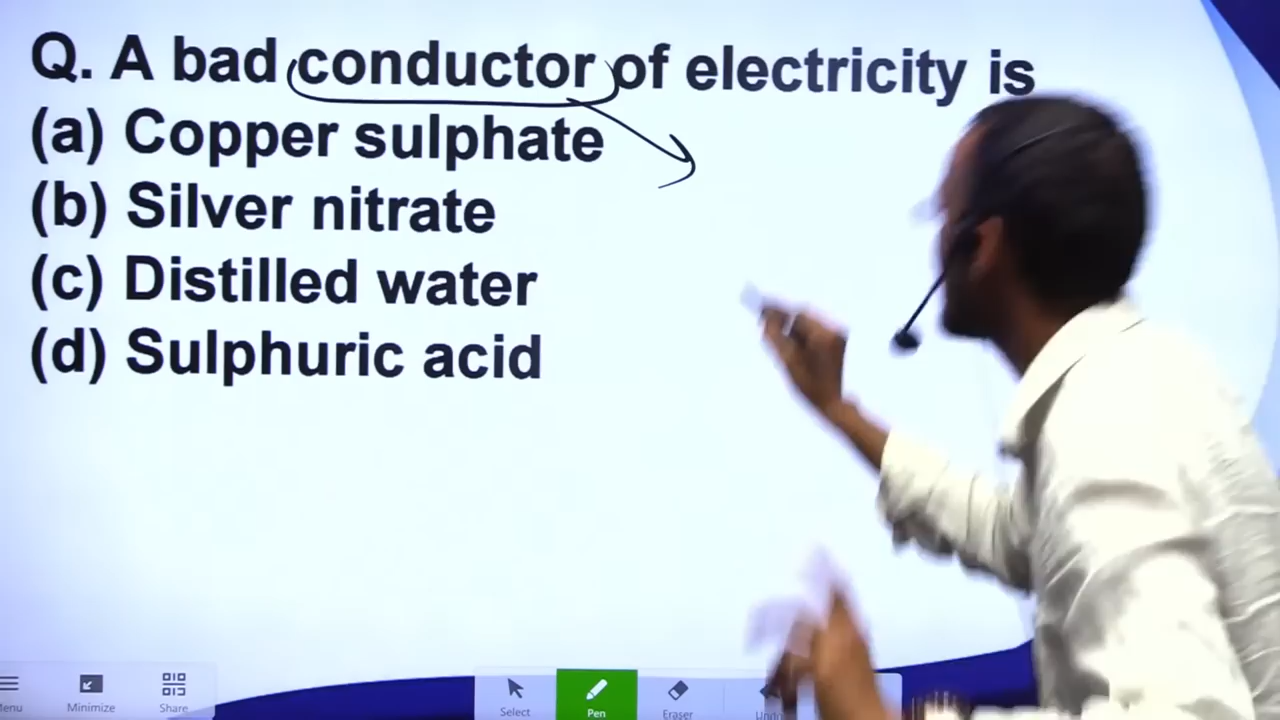 Q. A bad conductor of electricity is
(a) Copper sulphate
(b) Silver nitrate
(c) Distilled water
(d) Sulphuric acid
Minimize
Share
Select
Pen
Eraser